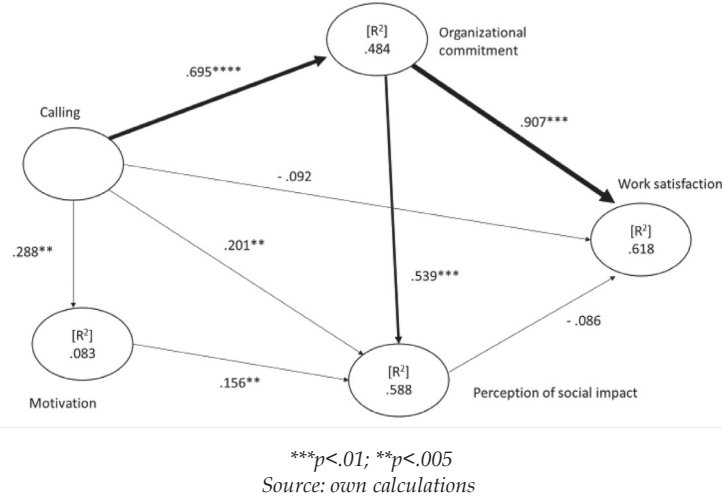 [R²]
.484
Organizational
commitment
.695****
Calling
.907***
- .092
Work satisfaction
[R²]
.618
.288**
.201**
.539***
- .086
[R²]
.083
.156**
[R²]
.588
Motivation
Perception of social impact
***p<.01; **p<.005
Source: own calculations